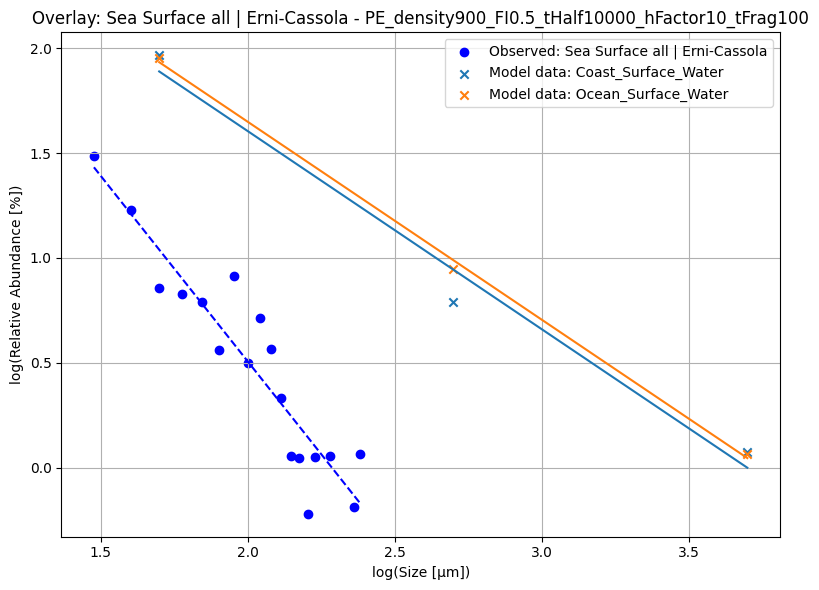 Overlay: Sea Surface all | Erni-Cassola - PE_density900_FI0.5_tHalf10000_hFactor10_tFrag100
Observed: Sea Surface all | Erni-Cassola
Model data: Coast_Surface_Water
Model data: Ocean_Surface_Water
log(Relative Abundance [%])
2.0
1.5
1.0
0.5
0.0
1.5 2.0 2.5 3.0 3.5
log(Size [µm])